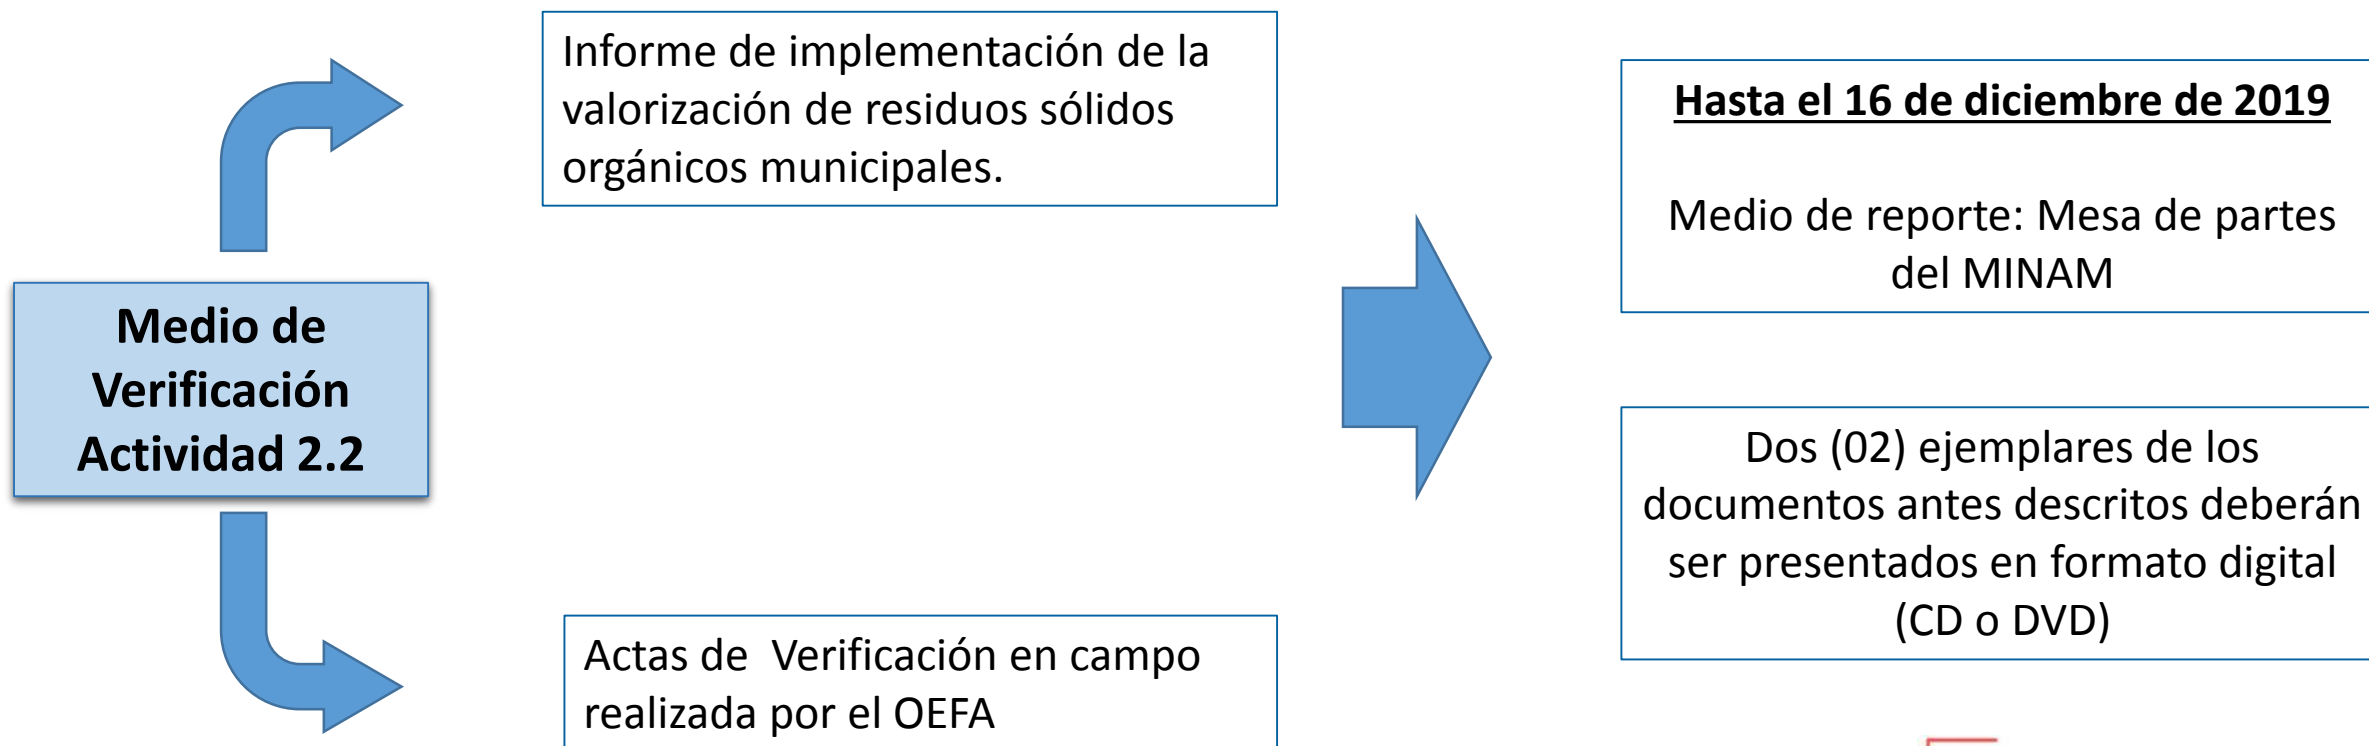 Informe de implementación de la
valorización de residuos sólidos
orgánicos municipales.
Medio de
Verificación
Actividad 2.2
Actas de  Verificación en campo
realizada por el OEFA
Hasta el 16 de diciembre de 2019
Medio de reporte: Mesa de partes
del MINAM
Dos (02) ejemplares de los
documentos antes descritos deberán
ser presentados en formato digital
(CD o DVD)